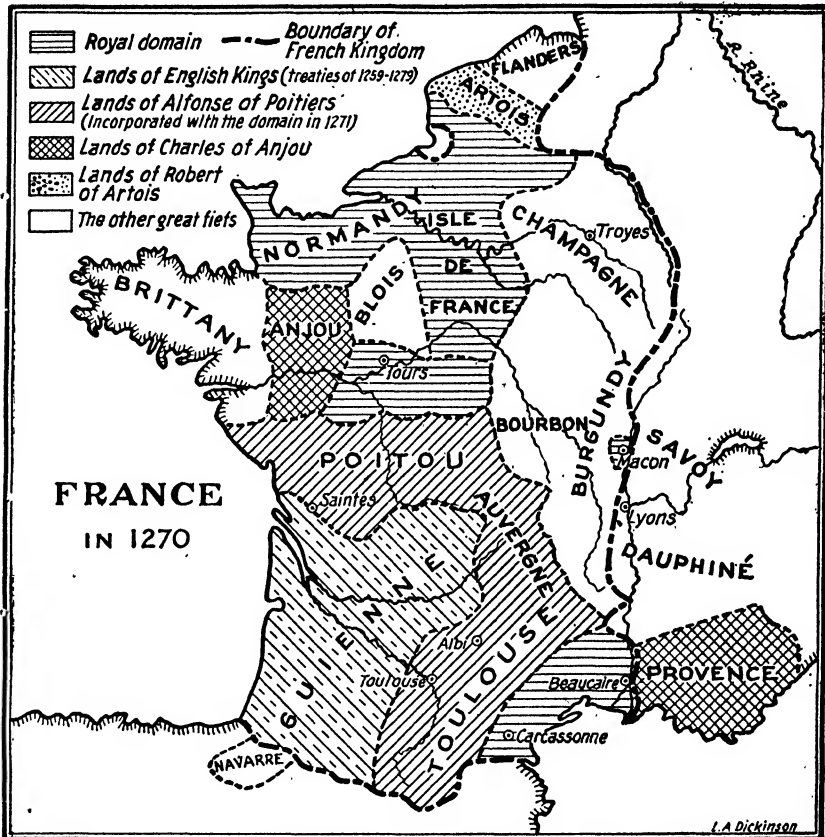 Royal domain
Boundary of
French Kingdom
Lands of English Kings (treaties of 1259-1279)
Lands of Alfonse of Poitiers
(Incorporated with the domain in 1271)
Lands of Charles of Anjou
Lands of Robert
of Artois
The other great fiefs
FLANDERS
ARTOIS
R. Rhine
NORMANDY
ISLE
DE
FRANCE
CHAMPAGNE
Troyes
BRITTANY
ANJOU
BLOIS
Tours
BOURBON
BURGUNDY
SAVOY
Macon
POITOU
Saintes
FRANCE
IN 1270
AUVERGNE
Lyons
DAUPHINÉ
GUIENNE
Albi
Toulouse
TOULOUSE
Beaucaire
PROVENCE
Carcassonne
NAVARRE
L.A Dickinson